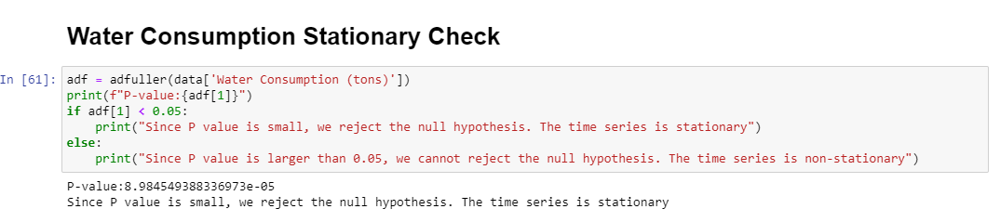 Water Consumption Stationary Check
In [61]: adf = adfuller(data['Water Consumption (tons)'])
print(f"P-value:{adf[1]}")
if adf[1] < 0.05:
    print("Since P value is small, we reject the null hypothesis. The time series is stationary")
else:
    print("Since P value is larger than 0.05, we cannot reject the null hypothesis. The time series is non-stationary")
P-value:8.984549388336973e-05
Since P value is small, we reject the null hypothesis. The time series is stationary